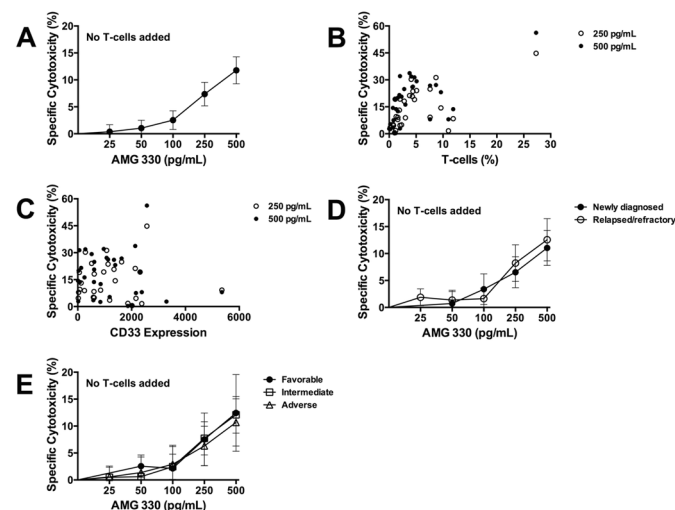 A
No T-cells added
Specific Cytotoxicity (%)
20
15
10
5
0
25 50 100 250 500
AMG 330 (pg/mL)
B
250 pg/mL
500 pg/mL
Specific Cytotoxicity (%)
60
45
30
15
0
0 5 10 15 20 25 30
T-cells (%)
C
250 pg/mL
500 pg/mL
Specific Cytotoxicity (%)
60
45
30
15
0
0 2000 4000 6000
CD33 Expression
D
No T-cells added
Newly diagnosed
Relapsed/refractory
Specific Cytotoxicity (%)
20
15
10
5
0
25 50 100 250 500
AMG 330 (pg/mL)
E
No T-cells added
Favorable
Intermediate
Adverse
Specific Cytotoxicity (%)
20
15
10
5
0
25 50 100 250 500
AMG 330 (pg/mL)